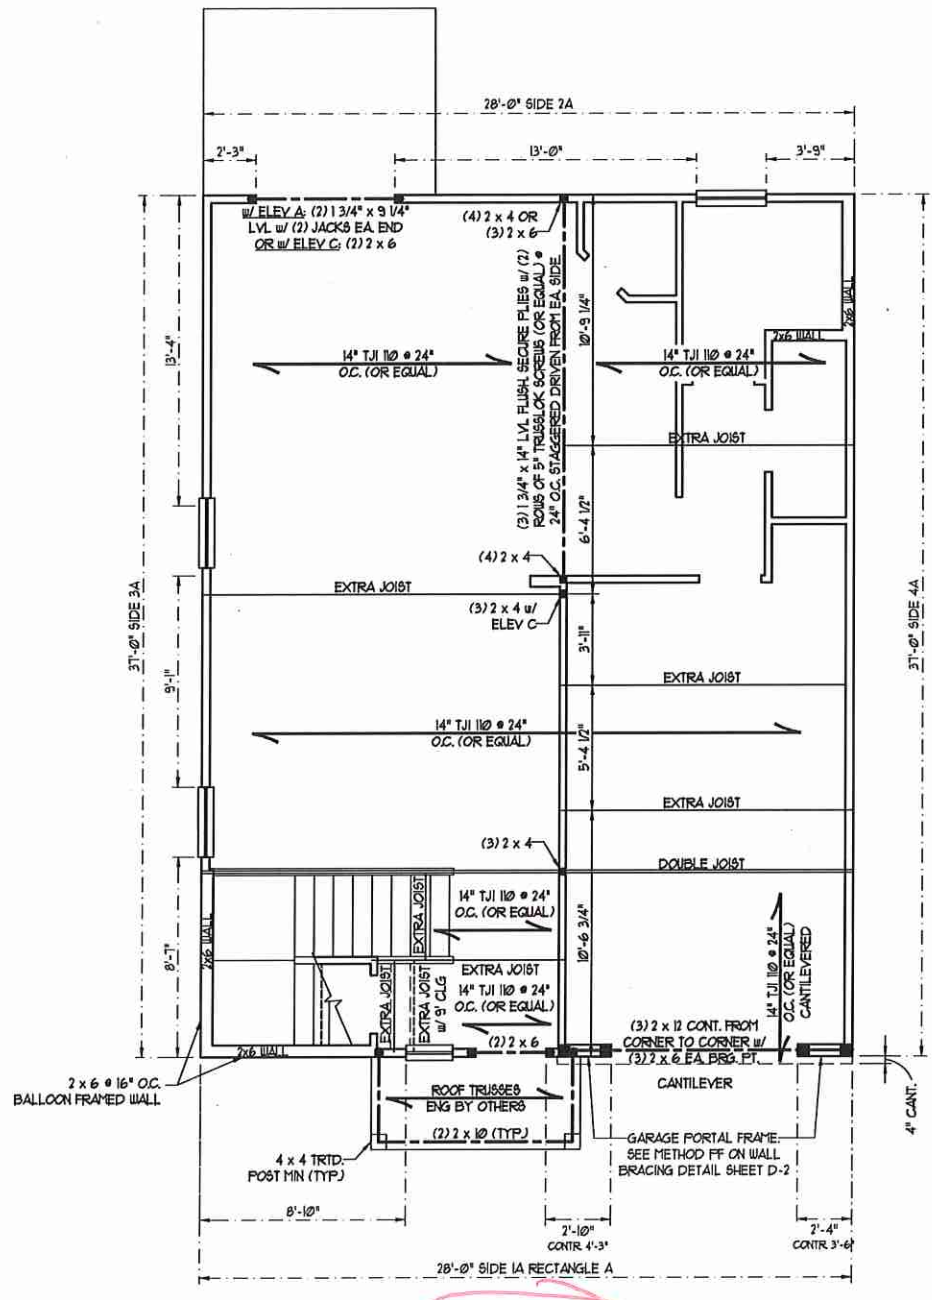 28'-0" SIDE 2A
2'-3"
13'-0"
3'-9"
w/ ELEV A: (2) 1 3/4" x 9 1/4"
LVL w/ (2) JACKS EA. END
OR w/ ELEV C: (2) 2 x 6
(4) 2 x 4 OR
(3) 2 x 6
(3) 1 3/4" x 14" LVL FLUSH. SECURE PLIES w/ (2)
ROWS OF 5" TRUSSLOK SCREWS (OR EQUAL) @
24" O.C. STAGGERED DRIVEN FROM EA. SIDE.
10'-9 1/4"
2x6 WALL
2x6 WALL
13'-4"
14" TJI 110 @ 24"
O.C. (OR EQUAL)
14" TJI 110 @ 24"
O.C. (OR EQUAL)
EXTRA JOIST
6'-4 1/2"
(4) 2 x 4
EXTRA JOIST
(3) 2 x 4 w/
ELEV C
3'-11"
37'-0" SIDE 3A
37'-0" SIDE 4A
9'-1"
EXTRA JOIST
14" TJI 110 @ 24"
O.C. (OR EQUAL)
5'-4 1/2"
EXTRA JOIST
(3) 2 x 4
DOUBLE JOIST
8'-7"
2x6 WALL
EXTRA JOIST
14" TJI 110 @ 24"
O.C. (OR EQUAL)
10'-6 3/4"
14" TJI 110 @ 24"
O.C. (OR EQUAL)
CANTILEVERED
EXTRA JOIST
EXTRA JOIST
EXTRA JOIST
w/ 9' CLG
14" TJI 110 @ 24"
O.C. (OR EQUAL)
(2) 2 x 6
(3) 2 x 12 CONT. FROM
CORNER TO CORNER w/
(3) 2 x 6 EA. BRG. PT.
2x6 WALL
CANTILEVER
4" CANT.
2 x 6 @ 16" O.C.
BALLOON FRAMED WALL
ROOF TRUSSES
ENG BY OTHERS
(2) 2 x 10 (TYP.)
4 x 4 TRTD.
POST MIN (TYP.)
GARAGE PORTAL FRAME.
SEE METHOD PF ON WALL
BRACING DETAIL SHEET D-2
8'-10"
2'-10"
CONTR 4'-3"
2'-4"
CONTR 3'-6"
28'-0" SIDE 1A RECTANGLE A